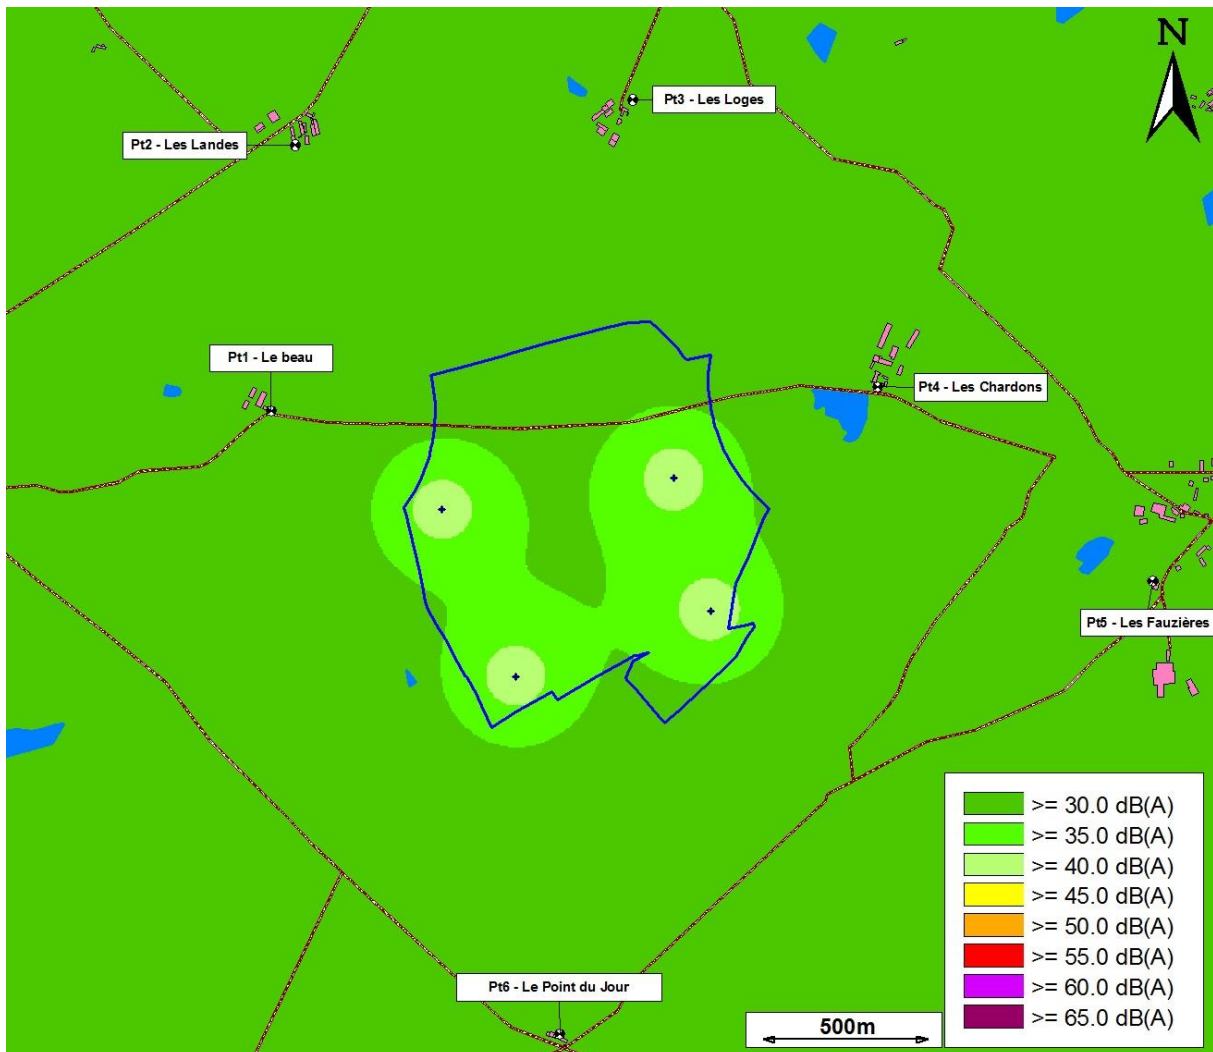 N
Pt3 - Les Loges
Pt2 - Les Landes
Pt1 - Le beau
Pt4 - Les Chardons
Pt5 - Les Fauzières
Pt6 - Le Point du Jour
>= 30.0 dB(A)
>= 35.0 dB(A)
>= 40.0 dB(A)
>= 45.0 dB(A)
>= 50.0 dB(A)
>= 55.0 dB(A)
>= 60.0 dB(A)
>= 65.0 dB(A)
500m